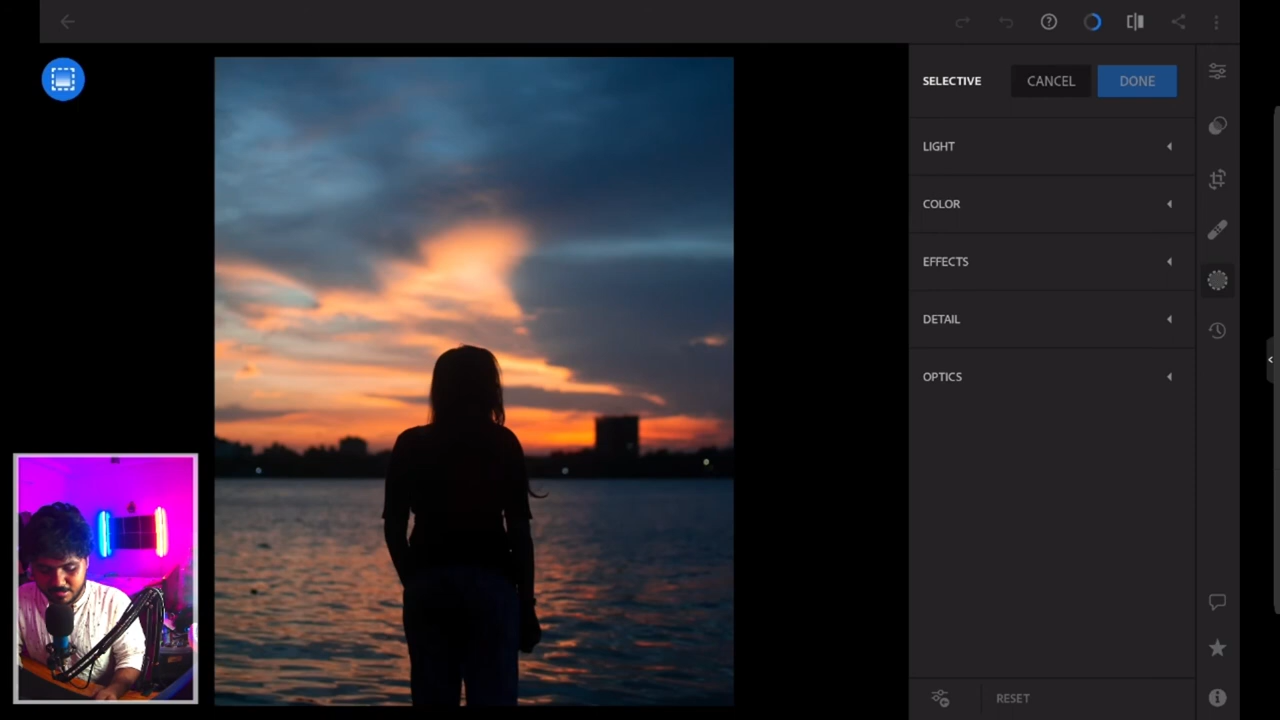 SELECTIVE
CANCEL
DONE
LIGHT
COLOR
EFFECTS
DETAIL
OPTICS
RESET